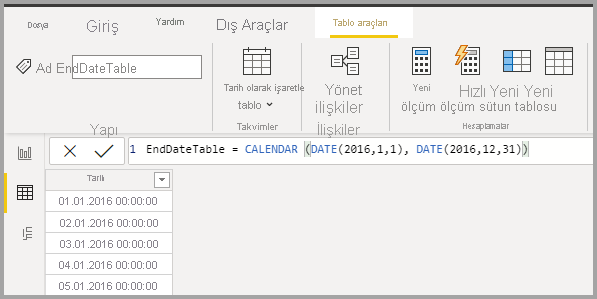 Dosya Giriş Yardım Dış Araçlar Tablo araçları
Ad EndDateTable
Tarih olarak işaretle
tablo
Takvimler
Yönet
ilişkiler
İlişkiler
Yeni Hızlı Yeni Yeni
ölçüm ölçüm sütun tablosu
Hesaplamalar
Yapı
1 EndDateTable = CALENDAR (DATE(2016,1,1), DATE(2016,12,31))
Tarih
01.01.2016 00:00:00
02.01.2016 00:00:00
03.01.2016 00:00:00
04.01.2016 00:00:00
05.01.2016 00:00:00